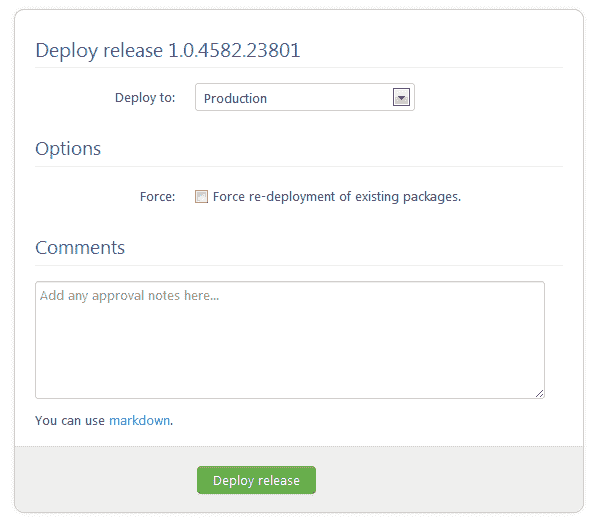 Deploy release 1.0.4582.23801
Deploy to: Production
Options
Force: Force re-deployment of existing packages.
Comments
Add any approval notes here...
You can use markdown.
Deploy release